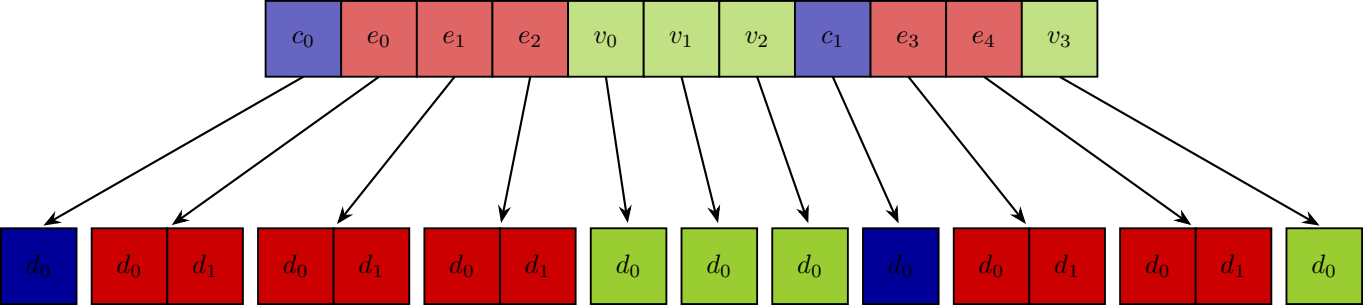 c₀ e₀ e₁ e₂ v₀ v₁ v₂ c₁ e₃ e₄ v₃
d₀ d₀ d₁ d₀ d₁ d₀ d₁ d₀ d₀ d₀ d₀ d₀ d₁ d₀ d₁ d₀